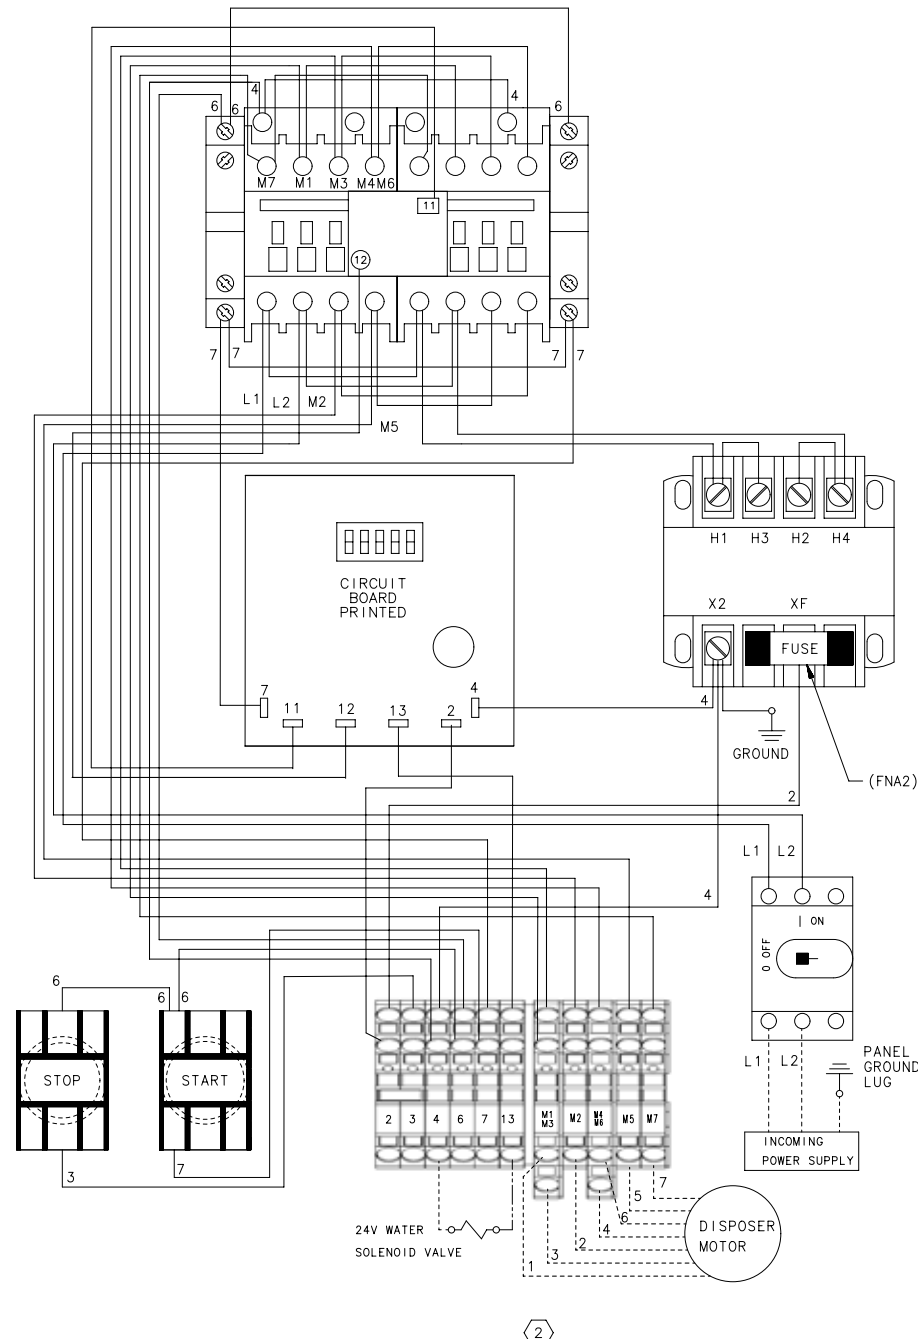 4
4
6
6
6
M7 M1 M3 M4 M6
11
12
7
7
7
7
L1
L2
M2
M5
H1 H3 H2 H4
CIRCUIT
BOARD
PRINTED
X2 XF
FUSE
7
4
4
11
12
13
2
GROUND
(FNA2)
2
L1 L2
4
| ON
O OFF
6
6
6
STOP
START
L1 L2
PANEL
GROUND
LUG
2 3 4 6 7 13
M1
M3
M2
M4
M6
M5
M7
INCOMING
POWER SUPPLY
3
7
7
5
6
4
2
3
1
24V WATER
SOLENOID VALVE
DISPOSER
MOTOR
2